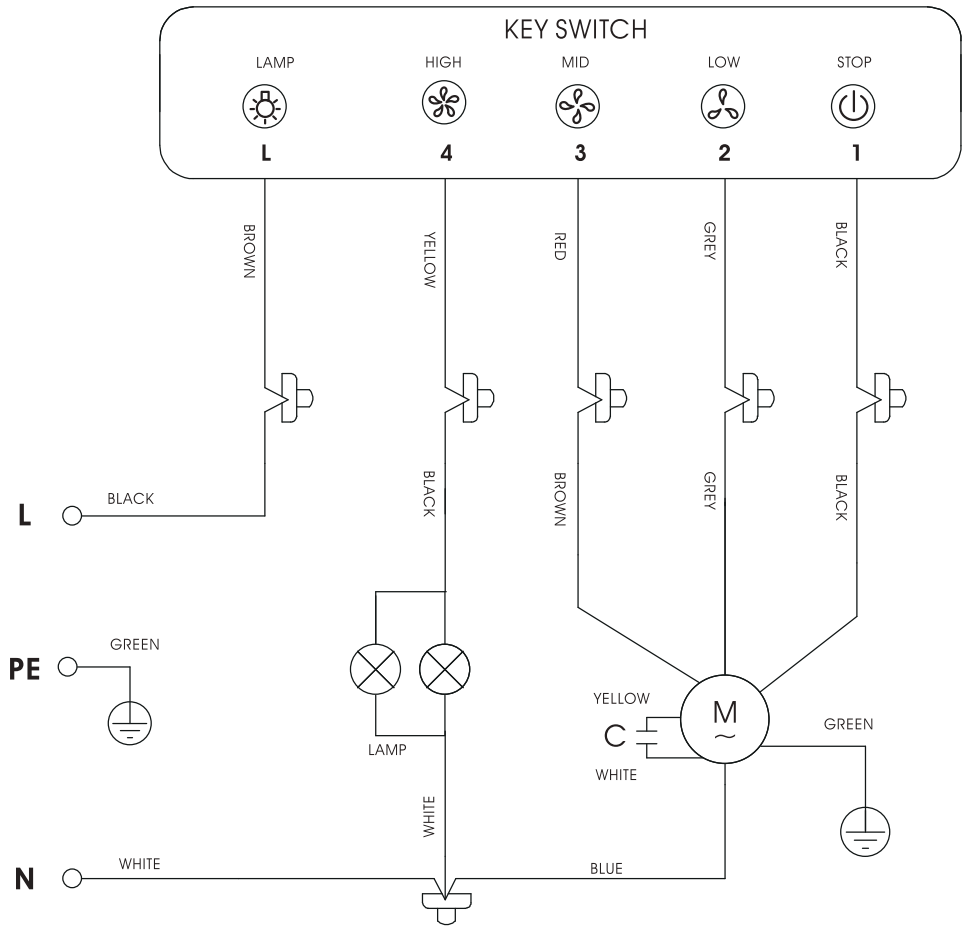 KEY SWITCH
LAMP HIGH MID LOW STOP
L 4 3 2 1
BROWN YELLOW RED GREY BLACK
BLACK BROWN GREY BLACK
L BLACK
PE GREEN
LAMP
YELLOW
M
~
C
WHITE
GREEN
WHITE
N WHITE
BLUE